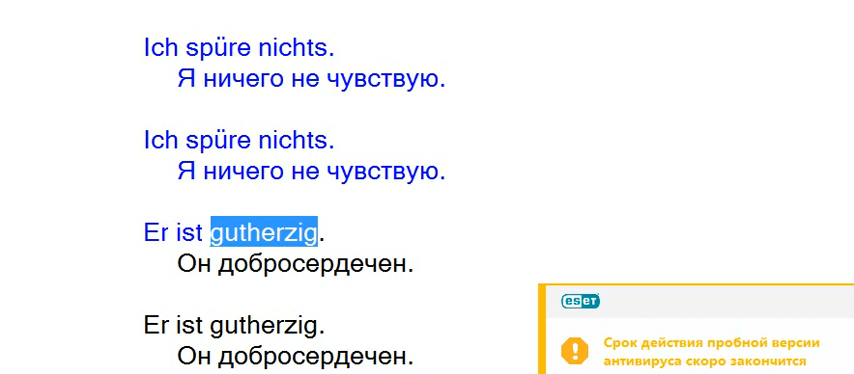 Ich spüre nichts.
Я ничего не чувствую.
Ich spüre nichts.
Я ничего не чувствую.
Er ist gutherzig.
Он добросердечен.
Er ist gutherzig.
Он добросердечен.
eset
Срок действия пробной версии
антивируса скоро закончится